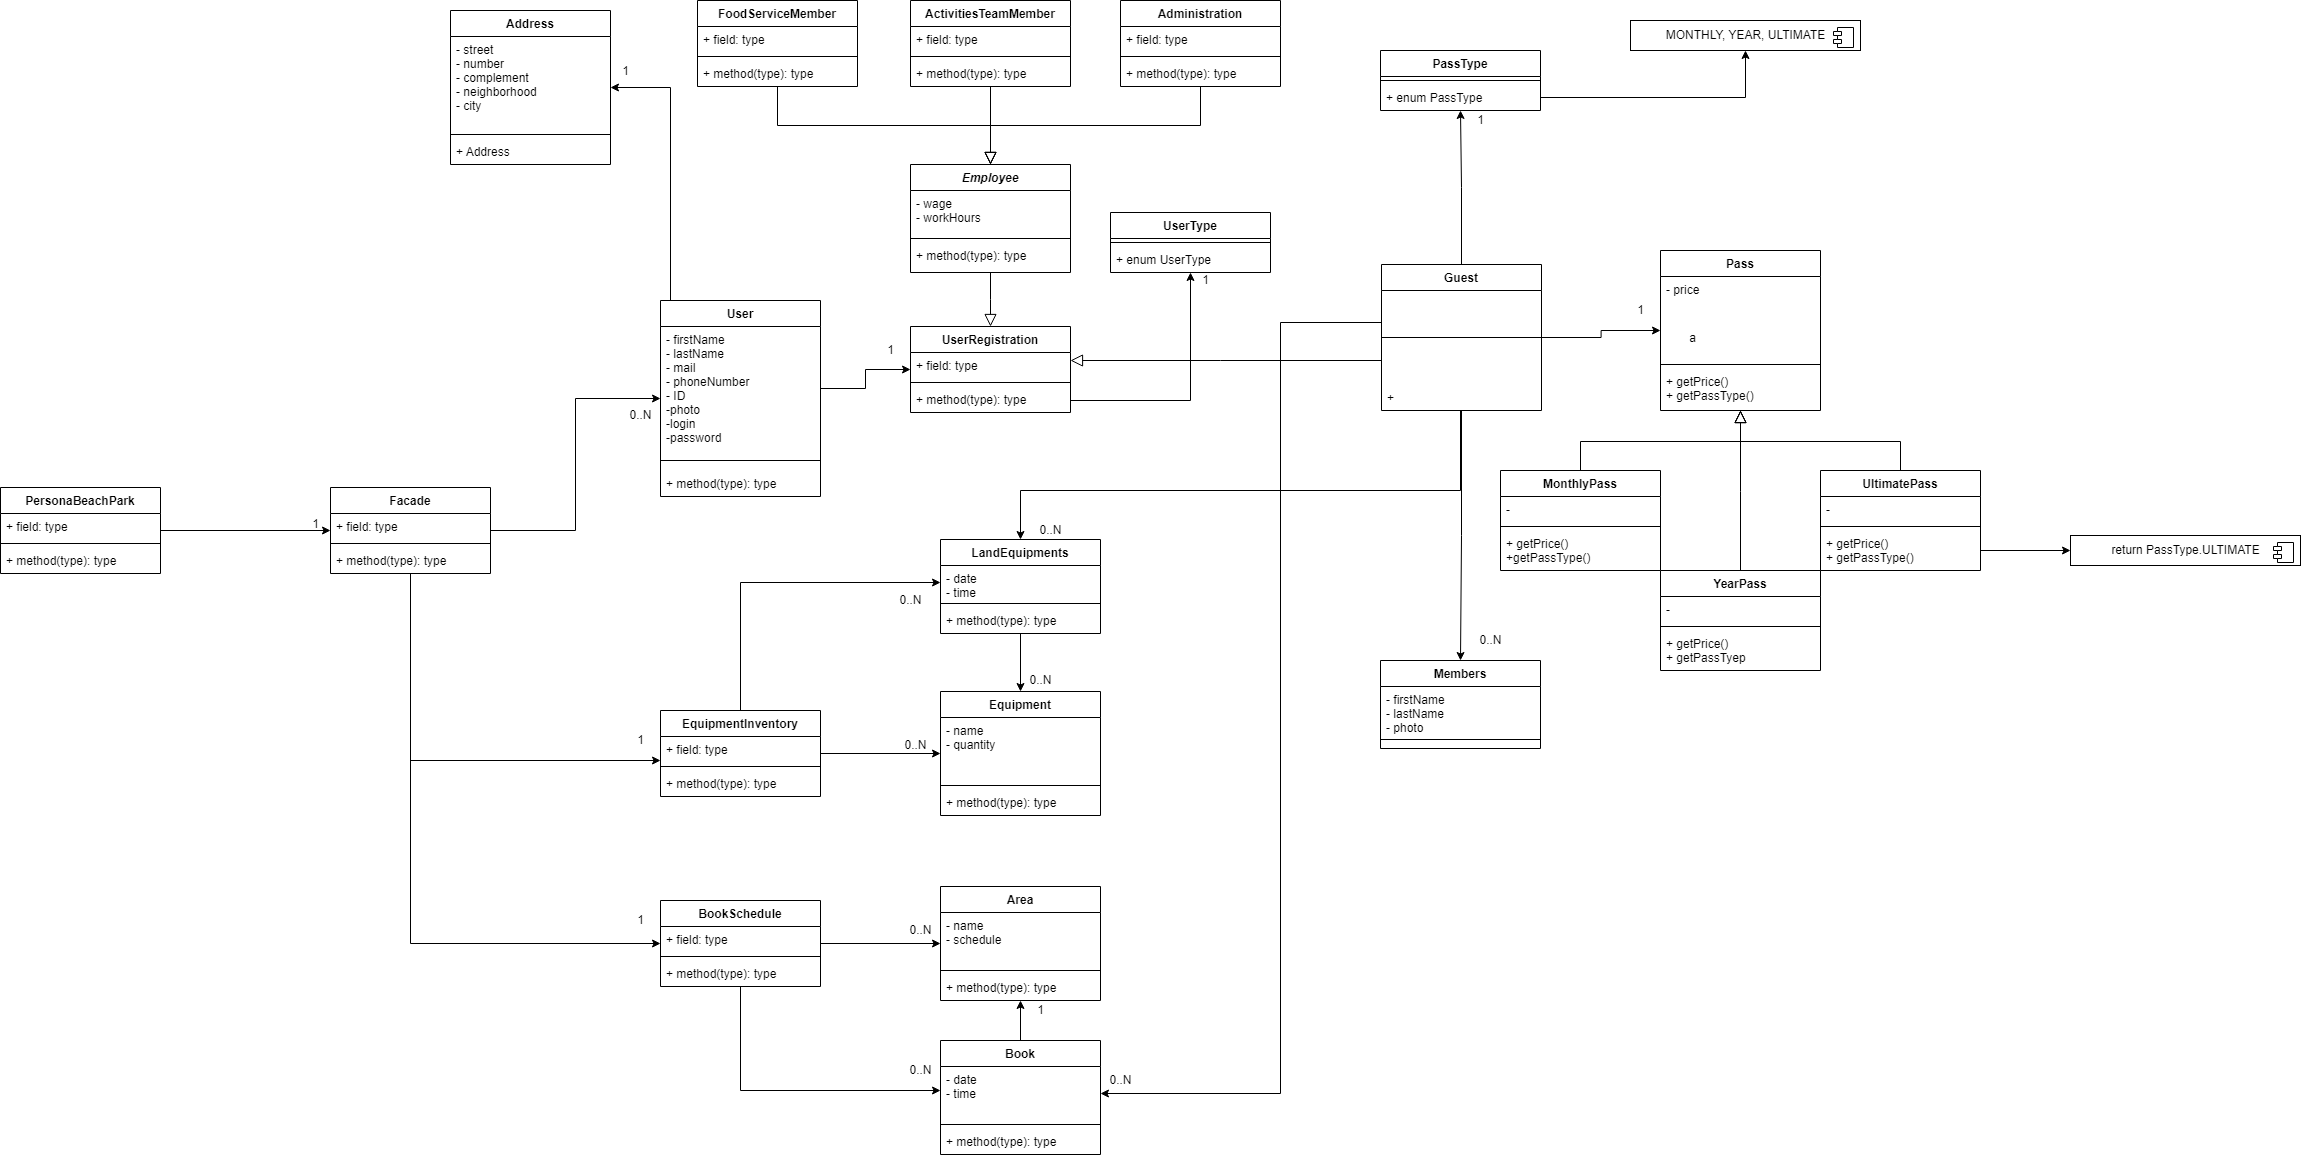 Address
- street
- number
- complement
- neighborhood
- city
+ Address
1
FoodServiceMember
+ field: type
+ method(type): type
ActivitiesTeamMember
+ field: type
+ method(type): type
Administration
+ field: type
+ method(type): type
PassType
+ enum PassType
1
MONTHLY, YEAR, ULTIMATE
Employee
- wage
- workHours
+ method(type): type
UserType
+ enum UserType
1
User
- firstName
- lastName
- mail
- phoneNumber
- ID
-photo
-login
-password
+ method(type): type
0..N
1
UserRegistration
+ field: type
+ method(type): type
Guest
+
1
Pass
- price
a
+ getPrice()
+ getPassType()
MonthlyPass
-
+ getPrice()
+getPassType()
UltimatePass
-
+ getPrice()
+ getPassType()
return PassType.ULTIMATE
YearPass
-
+ getPrice()
+ getPassTyep
PersonaBeachPark
+ field: type
+ method(type): type
1
Facade
+ field: type
+ method(type): type
0..N
LandEquipments
- date
- time
+ method(type): type
0..N
0..N
Members
- firstName
- lastName
- photo
0..N
1
EquipmentInventory
+ field: type
+ method(type): type
0..N
Equipment
- name
- quantity
+ method(type): type
1
BookSchedule
+ field: type
+ method(type): type
0..N
Area
- name
- schedule
+ method(type): type
1
0..N
Book
- date
- time
+ method(type): type
0..N